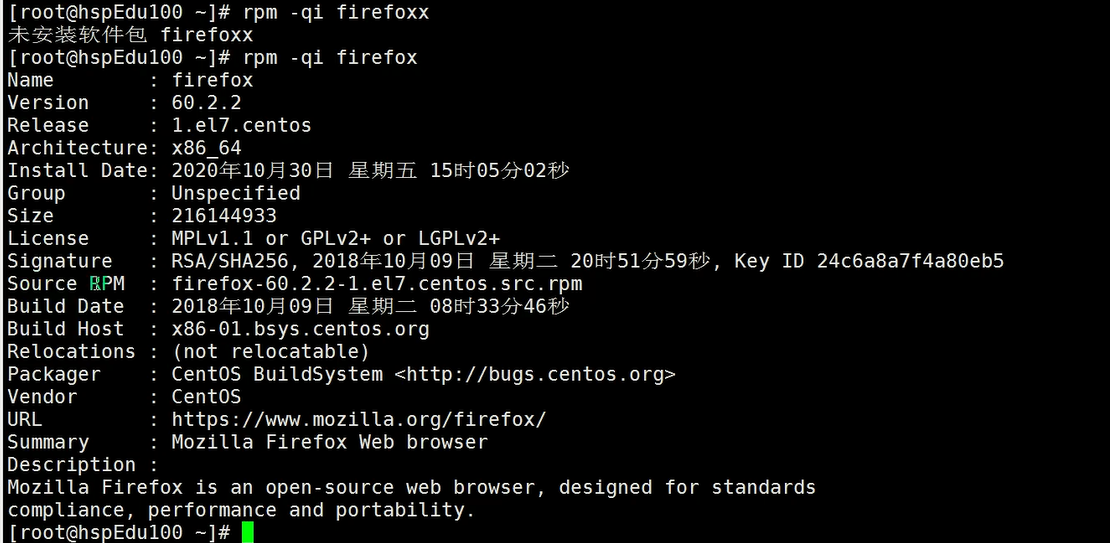 [root@hspEdu100 ~]# rpm -qi firefoxx
未安装软件包 firefoxx
[root@hspEdu100 ~]# rpm -qi firefox
Name        : firefox
Version     : 60.2.2
Release     : 1.el7.centos
Architecture: x86_64
Install Date: 2020年10月30日 星期五 15时05分02秒
Group       : Unspecified
Size        : 216144933
License     : MPLv1.1 or GPLv2+ or LGPLv2+
Signature   : RSA/SHA256, 2018年10月09日 星期二 20时51分59秒, Key ID 24c6a8a7f4a80eb5
Source RPM  : firefox-60.2.2-1.el7.centos.src.rpm
Build Date  : 2018年10月09日 星期二 08时33分46秒
Build Host  : x86-01.bsys.centos.org
Relocations : (not relocatable)
Packager    : CentOS BuildSystem <http://bugs.centos.org>
Vendor      : CentOS
URL         : https://www.mozilla.org/firefox/
Summary     : Mozilla Firefox Web browser
Description :
Mozilla Firefox is an open-source web browser, designed for standards
compliance, performance and portability.
[root@hspEdu100 ~]#